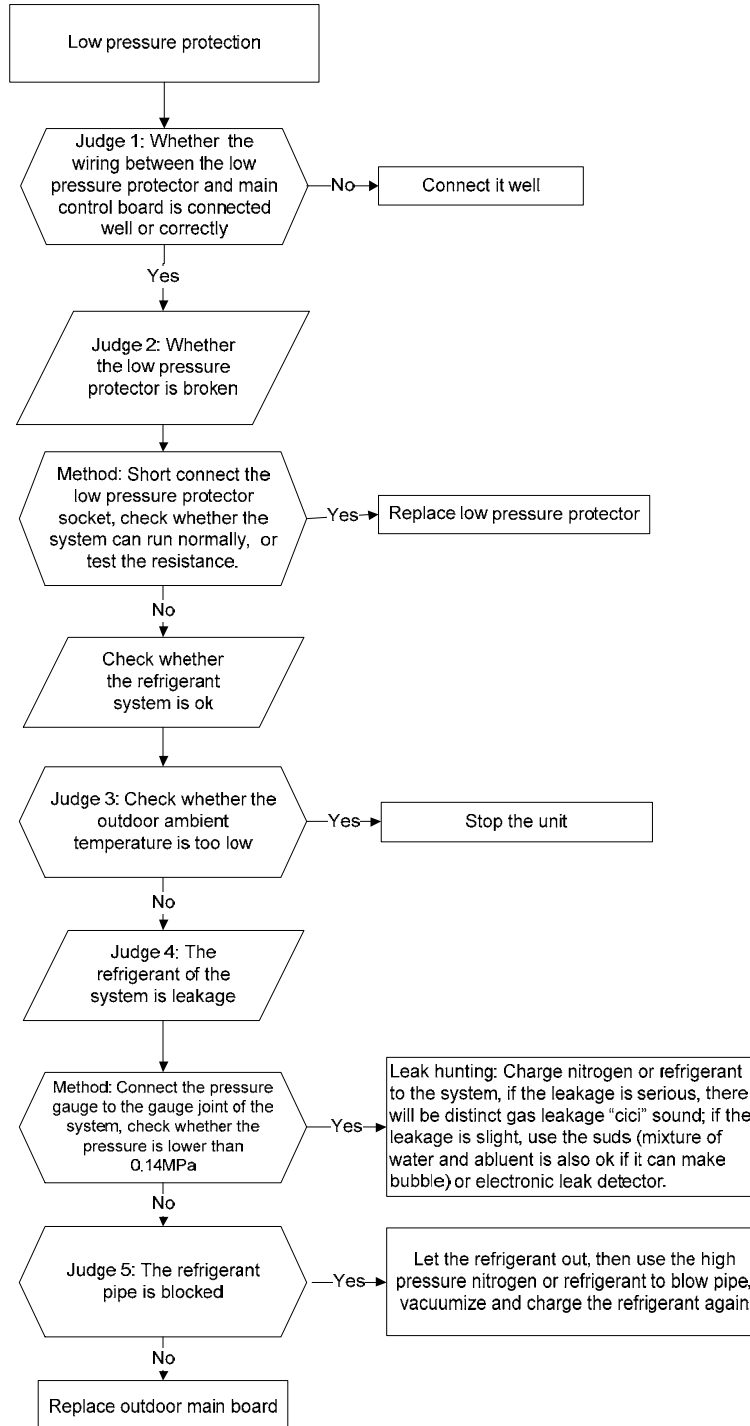 Low pressure protection
Judge 1: Whether the
wiring between the low
pressure protector and main
control board is connected
well or correctly
No
Connect it well
Yes
Judge 2: Whether
the low pressure
protector is broken
Method: Short connect the
low pressure protector
socket, check whether the
system can run normally, or
test the resistance.
Yes
Replace low pressure protector
No
Check whether
the refrigerant
system is ok
Judge 3: Check whether the
outdoor ambient
temperature is too low
Yes
Stop the unit
No
Judge 4: The
refrigerant of the
system is leakage
Method: Connect the pressure
gauge to the gauge joint of the
system, check whether the
pressure is lower than
0.14MPa
Yes
Leak hunting: Charge nitrogen or refrigerant
to the system, if the leakage is serious, there
will be distinct gas leakage "cici" sound; if the
leakage is slight, use the suds (mixture of
water and abluent is also ok if it can make
bubble) or electronic leak detector.
No
Judge 5: The refrigerant
pipe is blocked
Yes
Let the refrigerant out, then use the high
pressure nitrogen or refrigerant to blow pipe,
vacuumize and charge the refrigerant again
No
Replace outdoor main board